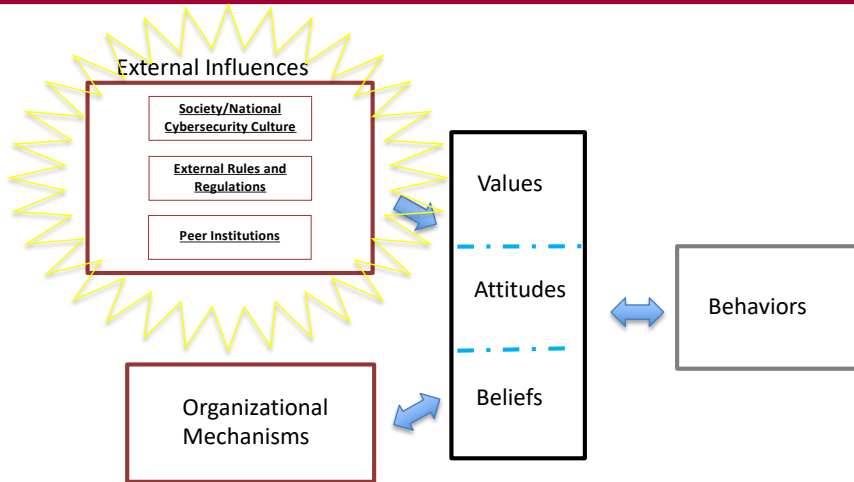 External Influences
Society/National
Cybersecurity Culture
External Rules and
Regulations
Peer Institutions
Values
Attitudes
Beliefs
Behaviors
Organizational
Mechanisms